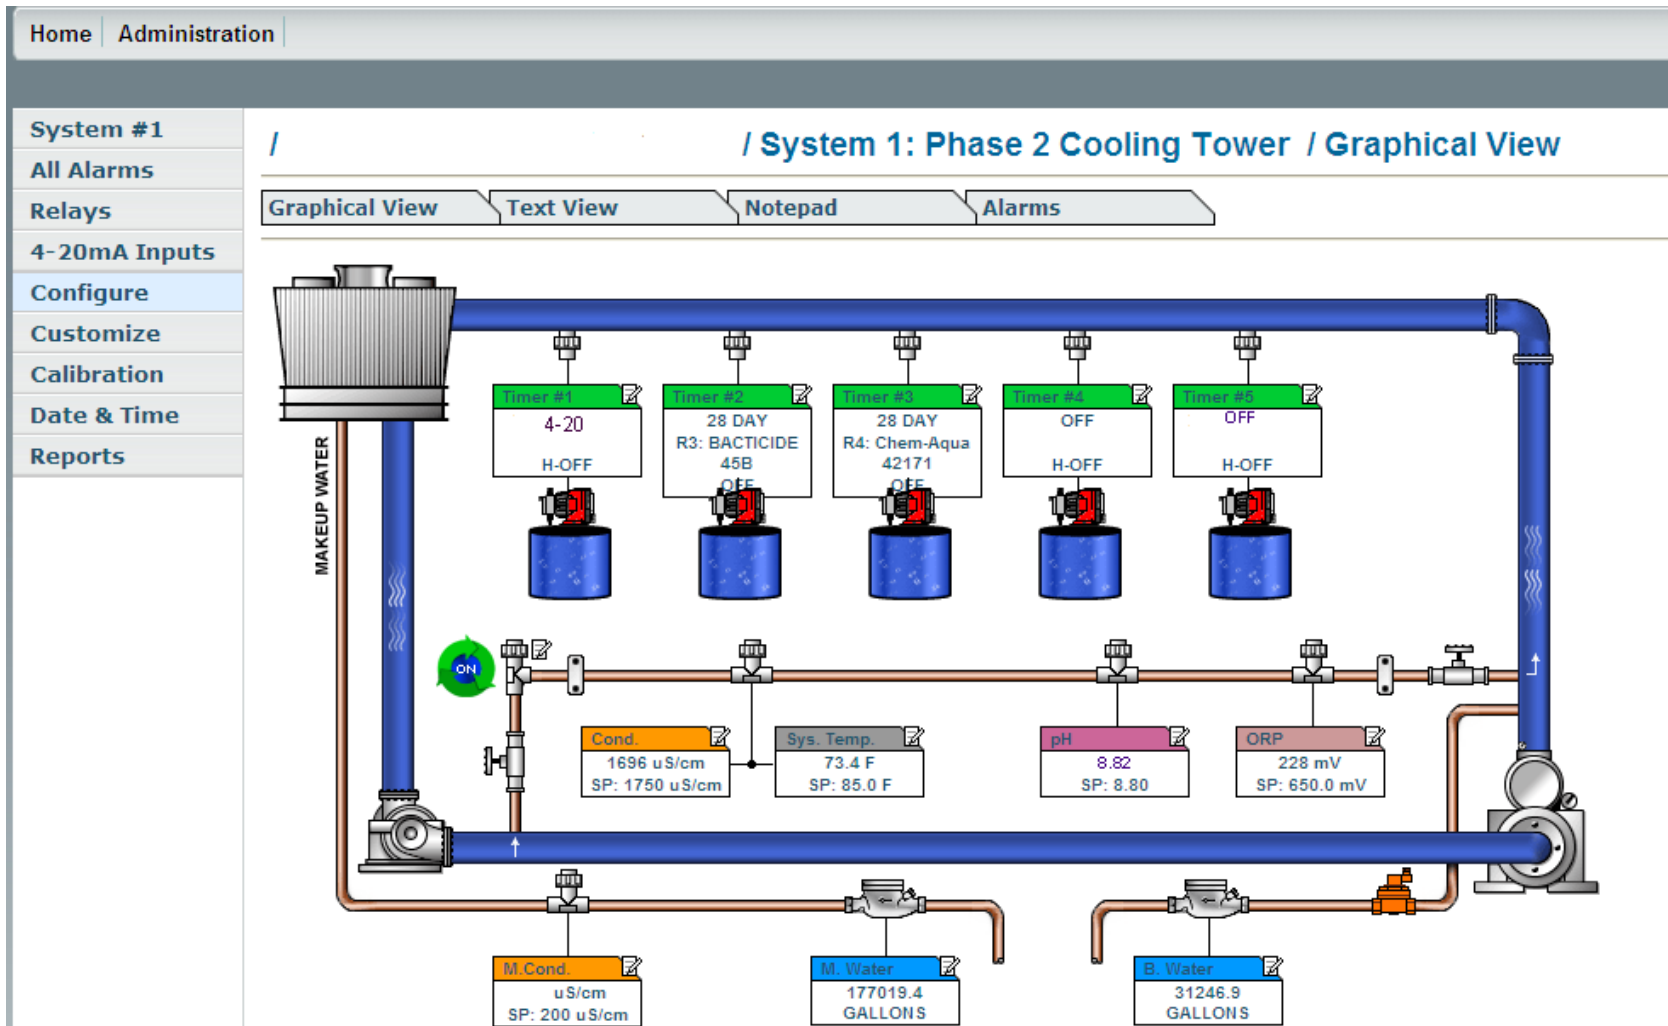 Home Administration
System #1
All Alarms
Relays
4-20mA Inputs
Configure
Customize
Calibration
Date & Time
Reports
/ / System 1: Phase 2 Cooling Tower / Graphical View
Graphical View Text View Notepad Alarms
MAKEUP WATER
Timer #1
4-20
H-OFF
Timer #2
28 DAY
R3: BACTICIDE
45B
OFF
Timer #3
28 DAY
R4: Chem-Aqua
42171
OFF
Timer #4
OFF
H-OFF
Timer #5
OFF
H-OFF
ON
Cond.
1696 uS/cm
SP: 1750 uS/cm
Sys. Temp.
73.4 F
SP: 85.0 F
pH
8.82
SP: 8.80
ORP
228 mV
SP: 650.0 mV
M.Cond.
uS/cm
SP: 200 uS/cm
M. Water
177019.4
GALLONS
B. Water
31246.9
GALLONS